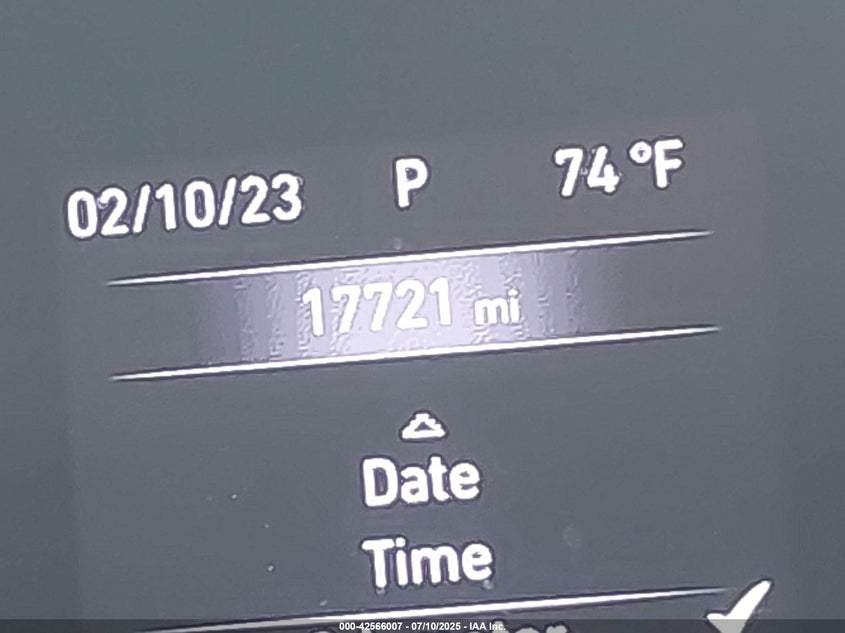 02/10/23 P 74 °F
17721 mi
Date
Time
000-42566007 - 07/10/2025 - IAA Inc.